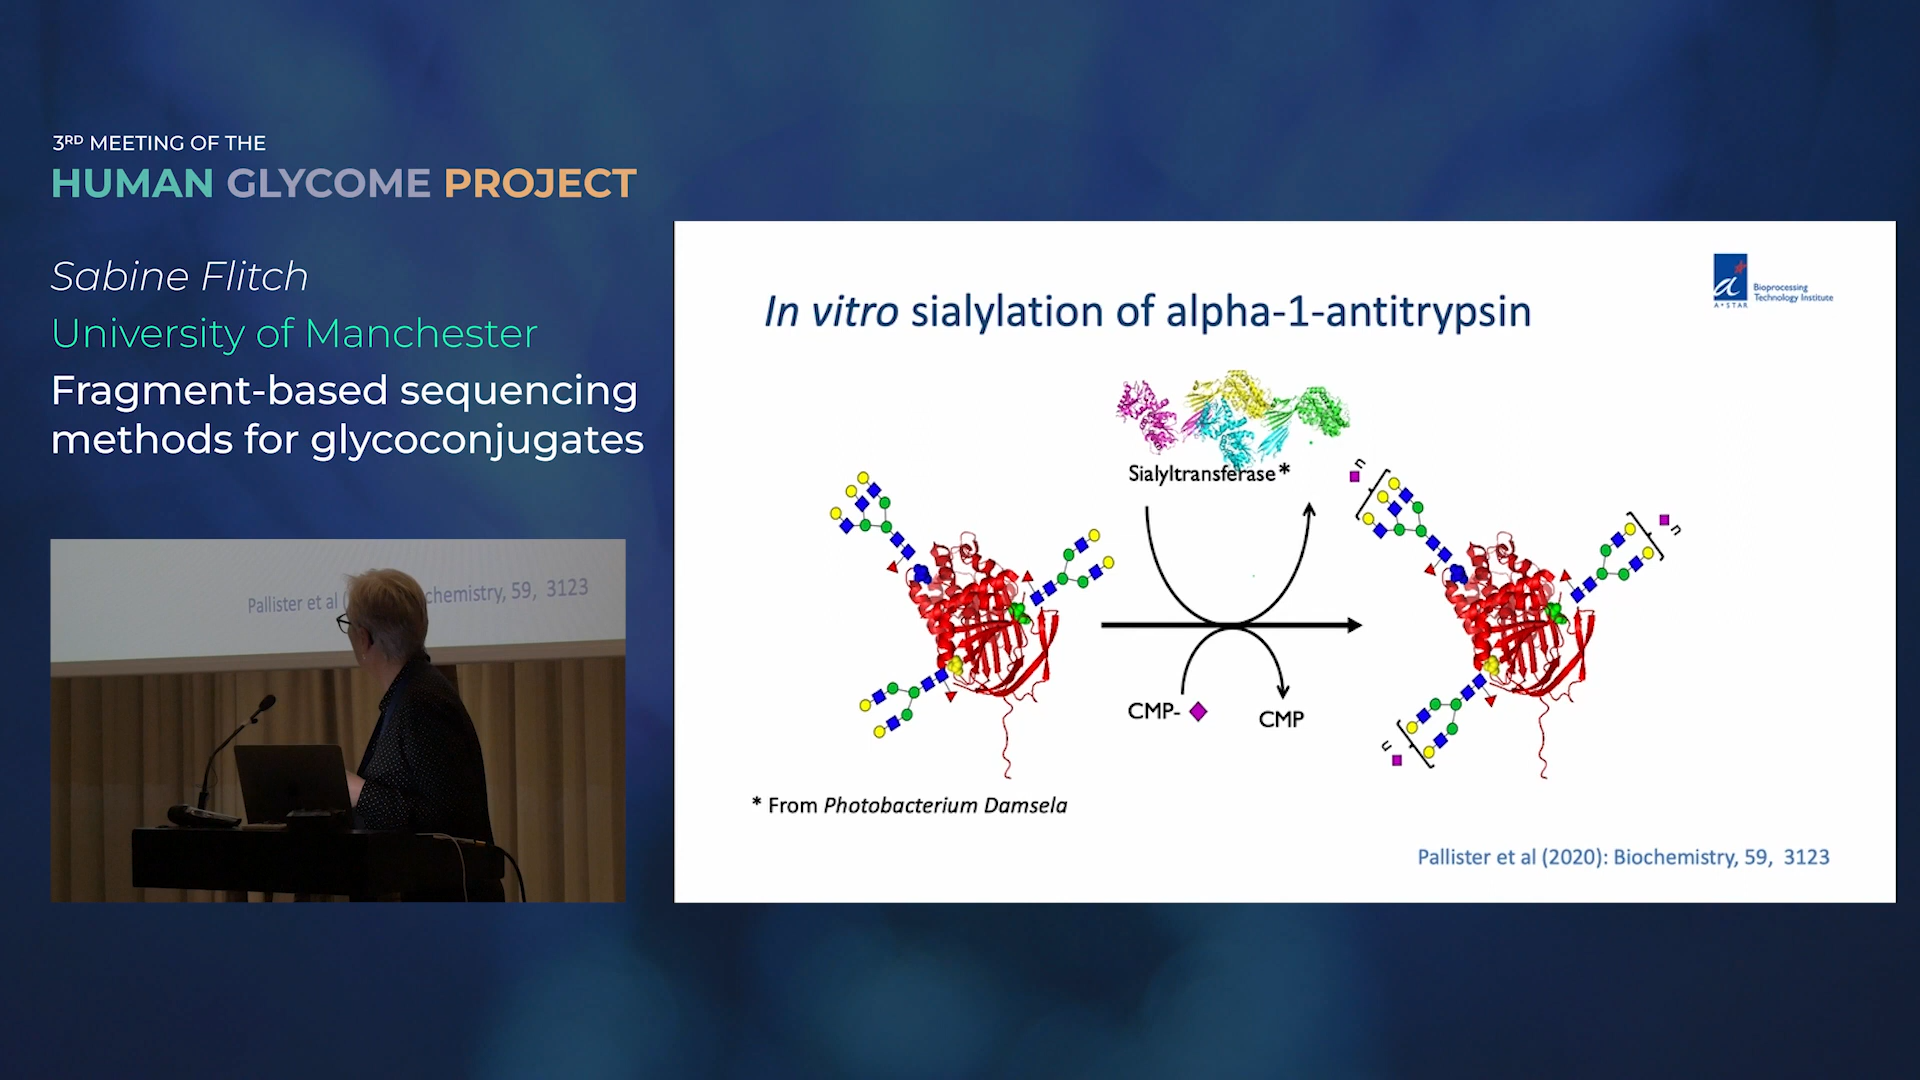 3RD MEETING OF THE
HUMAN GLYCOME PROJECT
Sabine Flitch
University of Manchester
Fragment-based sequencing
methods for glycoconjugates
Pallister et al chemistry, 59, 3123
In vitro sialylation of alpha-1-antitrypsin
a
A*STAR
Bioprocessing
Technology Institute
Sialyltransferase*
n
n
n
CMP-
CMP
* From Photobacterium Damsela
Pallister et al (2020): Biochemistry, 59, 3123